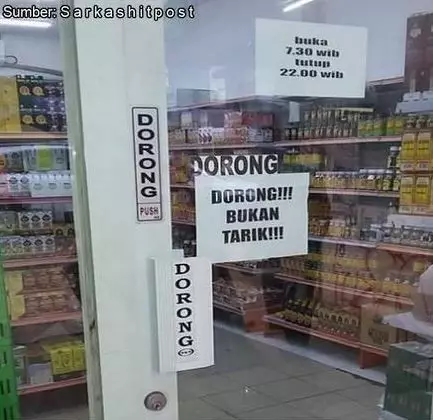 Sumber: Sarkashitpost
buka
7.30 wib
tutup
22.00 wib
DORONG
PUSH
DORONG
DORONG!!!
BUKAN
TARIK!!!
DORONG